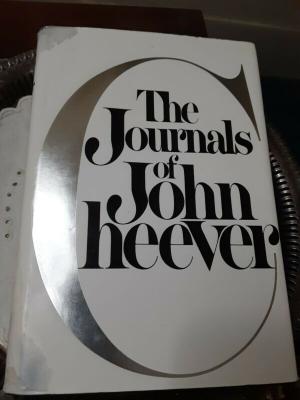 The
Journals
of
John
Cheever